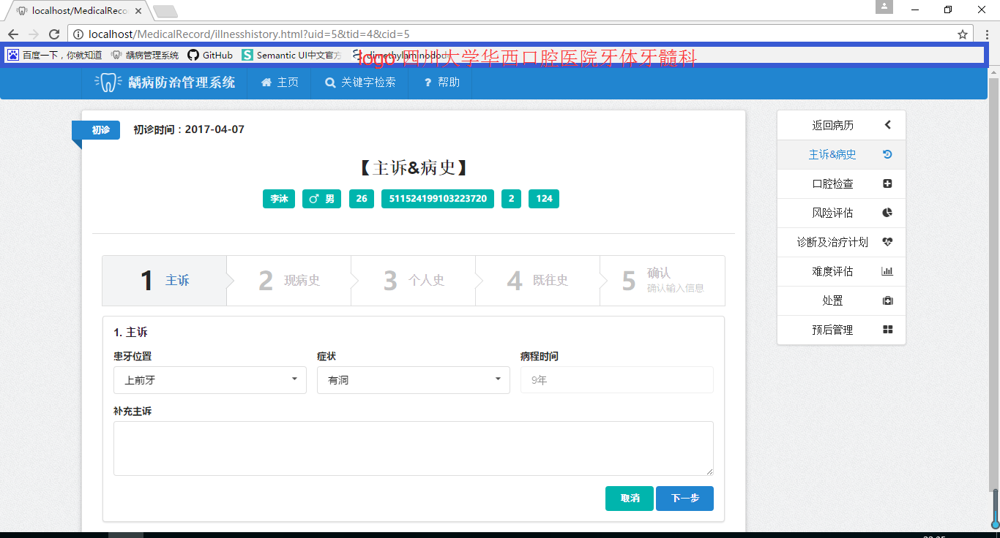 localhost/MedicalReco
localhost/MedicalRecord/illnesshistory.html?uid=5&tid=4&cid=5
百度一下，你就知道 龋病管理系统 GitHub Semantic UI中文官方 dimethylaminodod
logo 四川大学华西口腔医院牙体牙髓科
龋病防治管理系统 主页 关键字检索 ? 帮助
初诊 初诊时间：2017-04-07
【主诉&病史】
李沐 ♂ 男 26 511524199103223720 2 124
1 主诉 2 现病史 3 个人史 4 既往史 5 确认
确认输入信息
1. 主诉
患牙位置 症状 病程时间
上前牙 有洞 9年
补充主诉
取消 下一步
返回病历
主诉&病史
口腔检查
风险评估
诊断及治疗计划
难度评估
处置
预后管理